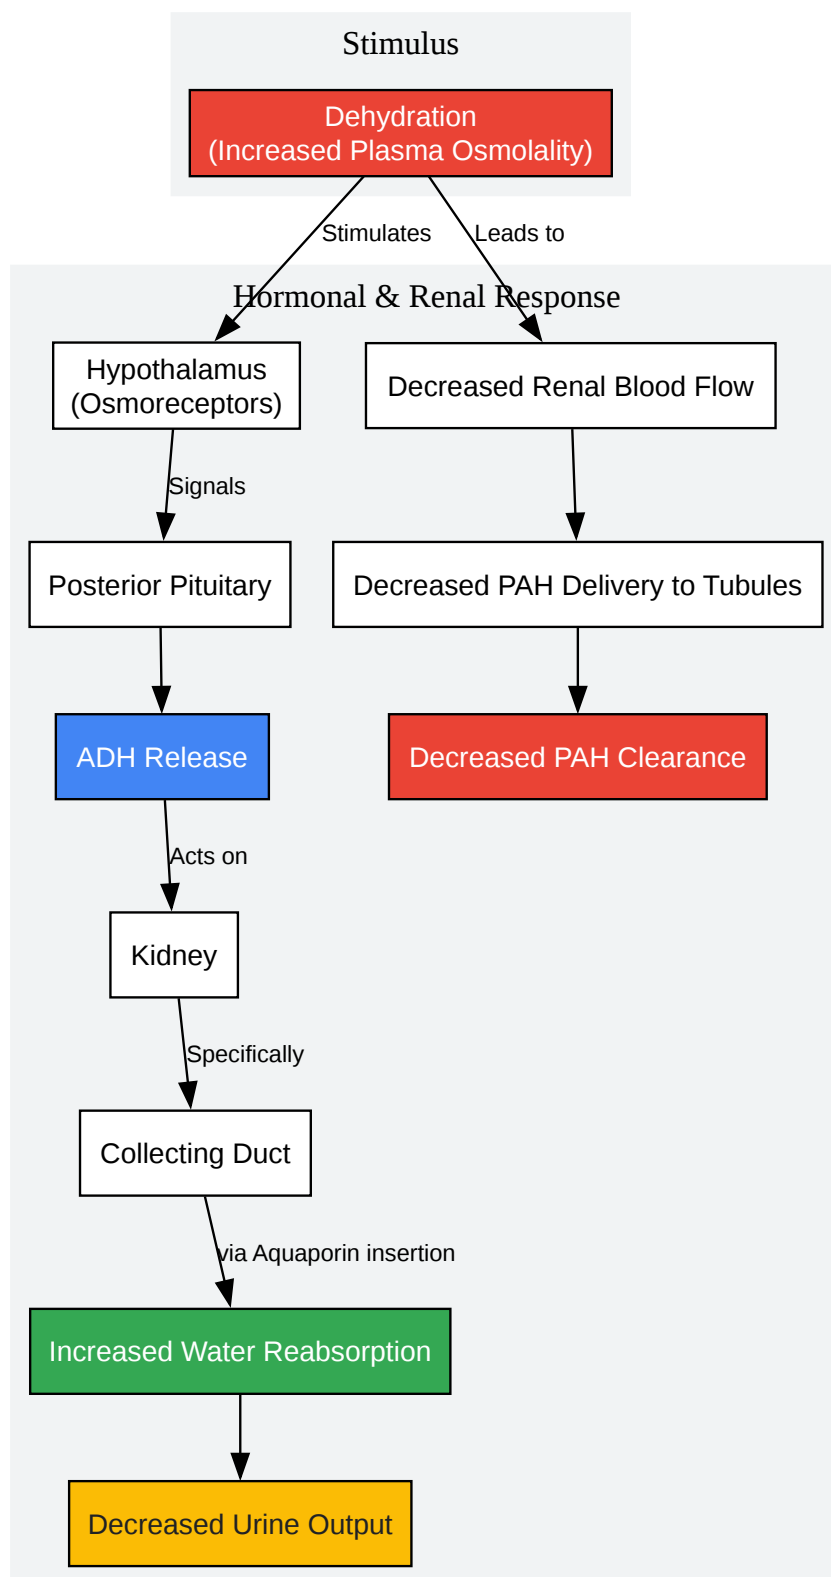 Stimulus
Dehydration
(Increased Plasma Osmolality)
Stimulates
Leads to
Hormonal & Renal Response
Hypothalamus
(Osmoreceptors)
Decreased Renal Blood Flow
Signals
Posterior Pituitary
Decreased PAH Delivery to Tubules
ADH Release
Decreased PAH Clearance
Acts on
Kidney
Specifically
Collecting Duct
via Aquaporin insertion
Increased Water Reabsorption
Decreased Urine Output